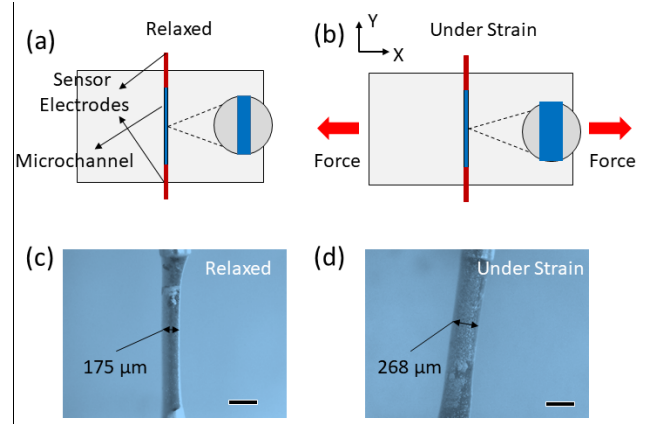 (a)
Relaxed
Sensor
Electrodes
Microchannel
(b)
Y
X
Under Strain
Force
Force
(c)
Relaxed
175 μm
(d)
Under Strain
268 μm